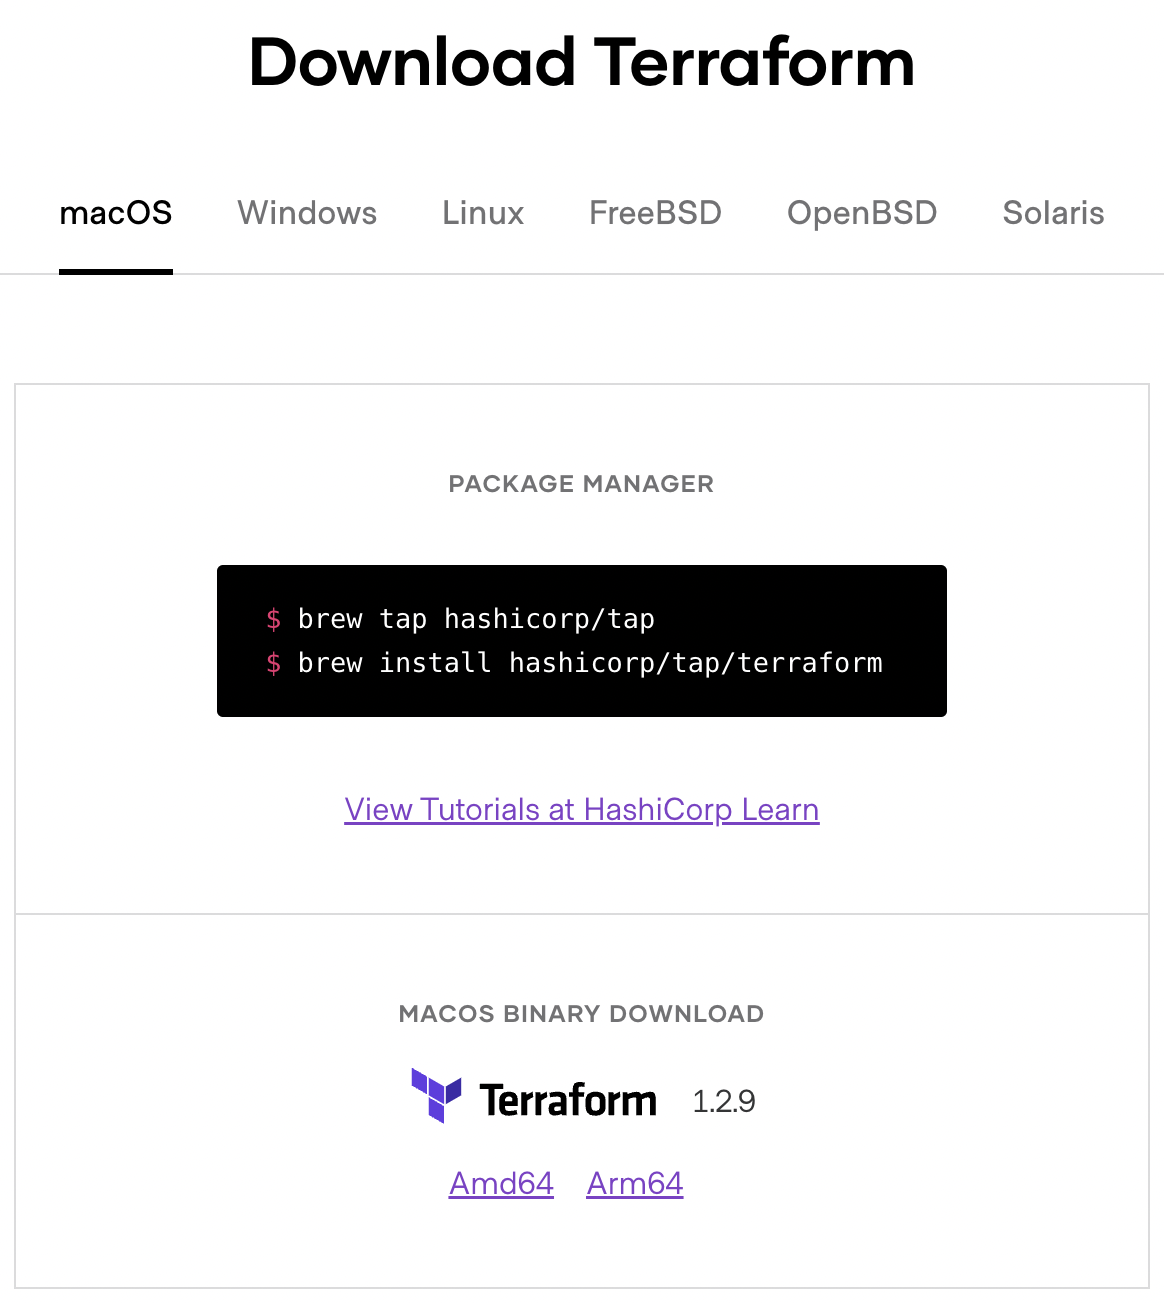 Download Terraform
macOS Windows Linux FreeBSD OpenBSD Solaris
PACKAGE MANAGER
$ brew tap hashicorp/tap
$ brew install hashicorp/tap/terraform
View Tutorials at HashiCorp Learn
MACOS BINARY DOWNLOAD
Terraform 1.2.9
Amd64 Arm64